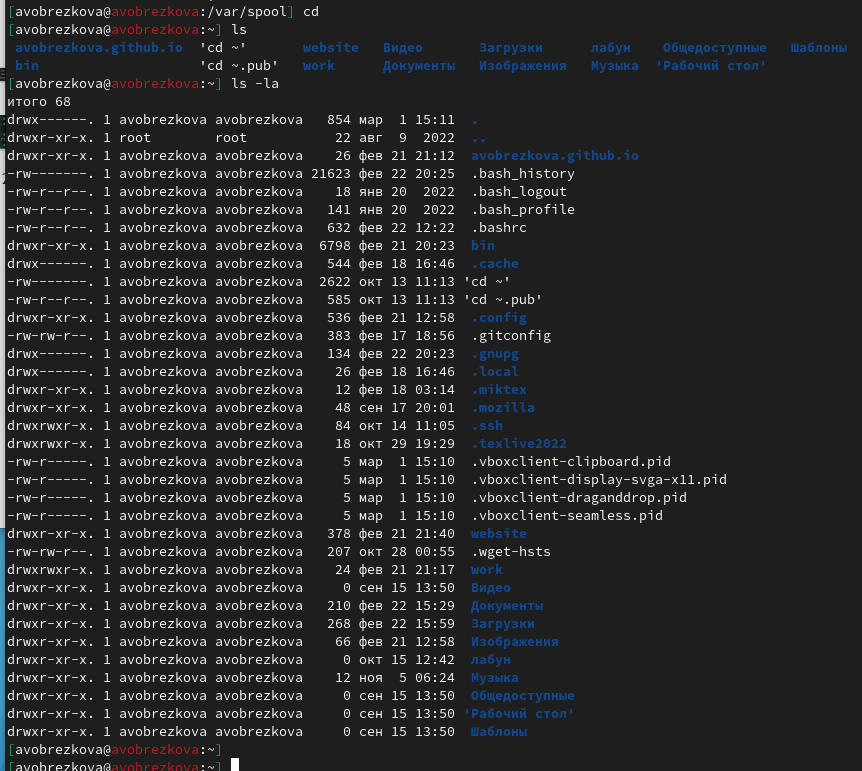 [avobrezkova@avobrezkova:/var/spool] cd
[avobrezkova@avobrezkova:~] ls
avobrezkova.github.io 'cd ~' website Видео Загрузки лабун Общедоступные Шаблоны
bin 'cd ~.pub' work Документы Изображения Музыка 'Рабочий стол'
[avobrezkova@avobrezkova:~] ls -la
итого 68
drwx------. 1 avobrezkova avobrezkova 854 мар 1 15:11 .
drwxr-xr-x. 1 root root 22 авг 9 2022 ..
drwxr-xr-x. 1 avobrezkova avobrezkova 26 фев 21 21:12 avobrezkova.github.io
-rw-------. 1 avobrezkova avobrezkova 21623 фев 22 20:25 .bash_history
-rw-r--r--. 1 avobrezkova avobrezkova 18 янв 20 2022 .bash_logout
-rw-r--r--. 1 avobrezkova avobrezkova 141 янв 20 2022 .bash_profile
-rw-r--r--. 1 avobrezkova avobrezkova 632 фев 22 12:22 .bashrc
drwxr-xr-x. 1 avobrezkova avobrezkova 6798 фев 21 20:23 bin
drwx------. 1 avobrezkova avobrezkova 544 фев 18 16:46 .cache
-rw-------. 1 avobrezkova avobrezkova 2622 окт 13 11:13 'cd ~'
-rw-r--r--. 1 avobrezkova avobrezkova 585 окт 13 11:13 'cd ~.pub'
drwxr-xr-x. 1 avobrezkova avobrezkova 536 фев 21 12:58 .config
-rw-rw-r--. 1 avobrezkova avobrezkova 383 фев 17 18:56 .gitconfig
drwx------. 1 avobrezkova avobrezkova 134 фев 22 20:23 .gnupg
drwx------. 1 avobrezkova avobrezkova 26 фев 18 16:46 .local
drwxr-xr-x. 1 avobrezkova avobrezkova 12 фев 18 03:14 .miktex
drwxr-xr-x. 1 avobrezkova avobrezkova 48 сен 17 20:01 .mozilla
drwxrwxr-x. 1 avobrezkova avobrezkova 84 окт 14 11:05 .ssh
drwxrwxr-x. 1 avobrezkova avobrezkova 18 окт 29 19:29 .texlive2022
-rw-r-----. 1 avobrezkova avobrezkova 5 мар 1 15:10 .vboxclient-clipboard.pid
-rw-r-----. 1 avobrezkova avobrezkova 5 мар 1 15:10 .vboxclient-display-svga-x11.pid
-rw-r-----. 1 avobrezkova avobrezkova 5 мар 1 15:10 .vboxclient-draganddrop.pid
-rw-r-----. 1 avobrezkova avobrezkova 5 мар 1 15:10 .vboxclient-seamless.pid
drwxr-xr-x. 1 avobrezkova avobrezkova 378 фев 21 21:40 website
-rw-rw-r--. 1 avobrezkova avobrezkova 207 окт 28 00:55 .wget-hsts
drwxrwxr-x. 1 avobrezkova avobrezkova 24 фев 21 21:17 work
drwxr-xr-x. 1 avobrezkova avobrezkova 0 сен 15 13:50 Видео
drwxr-xr-x. 1 avobrezkova avobrezkova 210 фев 22 15:29 Документы
drwxr-xr-x. 1 avobrezkova avobrezkova 268 фев 22 15:59 Загрузки
drwxr-xr-x. 1 avobrezkova avobrezkova 66 фев 21 12:58 Изображения
drwxr-xr-x. 1 avobrezkova avobrezkova 0 окт 15 12:42 лабун
drwxr-xr-x. 1 avobrezkova avobrezkova 12 ноя 5 06:24 Музыка
drwxr-xr-x. 1 avobrezkova avobrezkova 0 сен 15 13:50 Общедоступные
drwxr-xr-x. 1 avobrezkova avobrezkova 0 сен 15 13:50 'Рабочий стол'
drwxr-xr-x. 1 avobrezkova avobrezkova 0 сен 15 13:50 Шаблоны
[avobrezkova@avobrezkova:~]
[avobrezkova@avobrezkova:~]